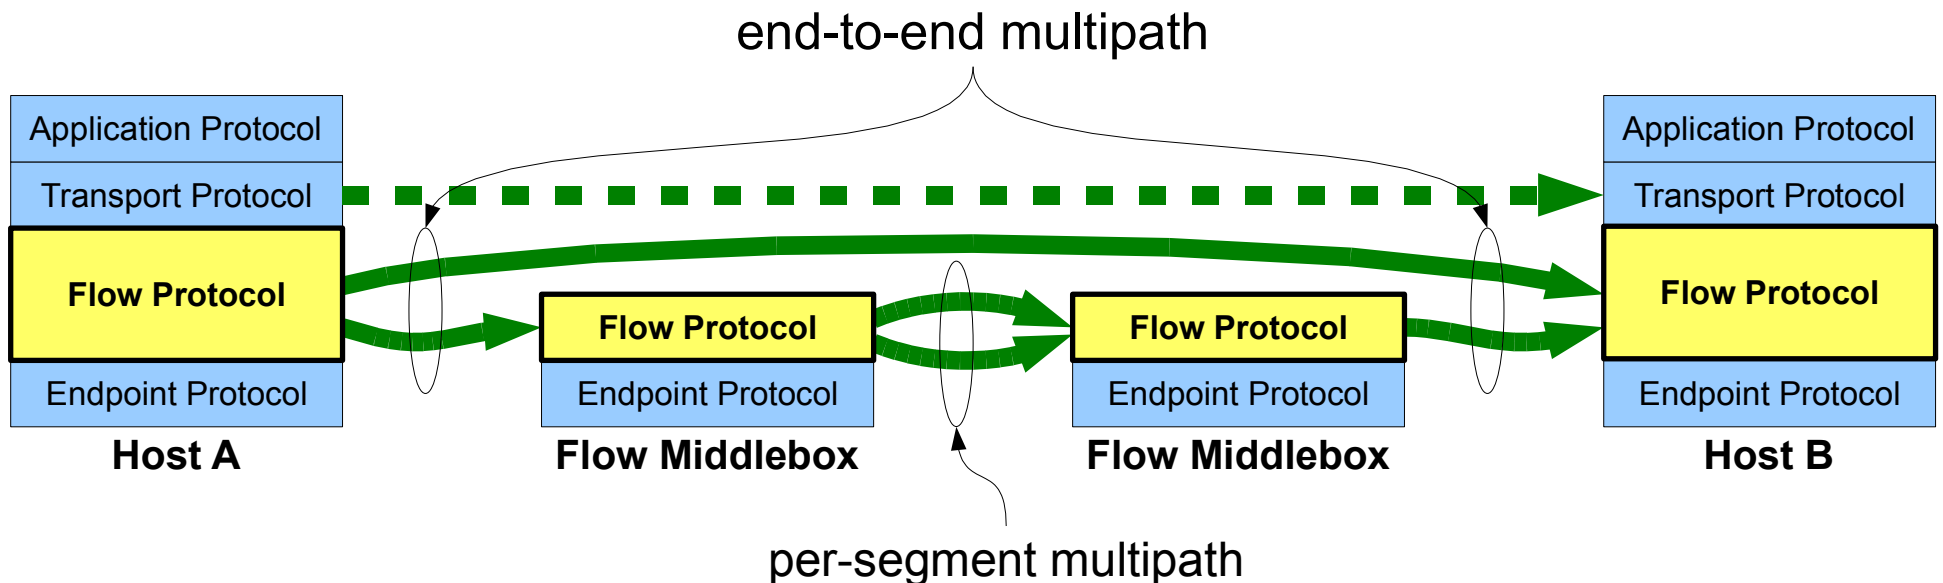 end-to-end multipath
Application Protocol
Application Protocol
Transport Protocol
Transport Protocol
Flow Protocol
Flow Protocol
Flow Protocol
Flow Protocol
Endpoint Protocol
Endpoint Protocol
Endpoint Protocol
Endpoint Protocol
Host A
Flow Middlebox
Flow Middlebox
Host B
per-segment multipath